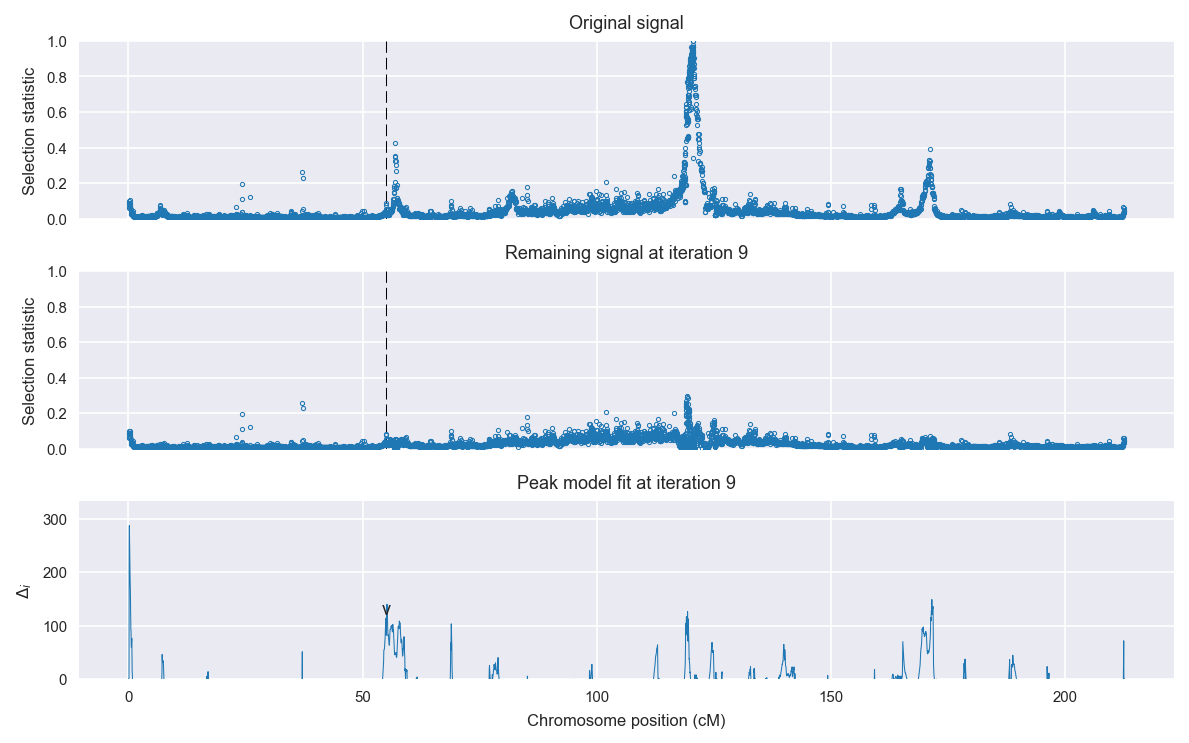 Original signal
1.0
0.8
0.6
0.4
0.2
0.0
Selection statistic
Remaining signal at iteration 9
1.0
0.8
0.6
0.4
0.2
0.0
Selection statistic
Peak model fit at iteration 9
300
200
100
0
Δi
0 50 100 150 200
Chromosome position (cM)